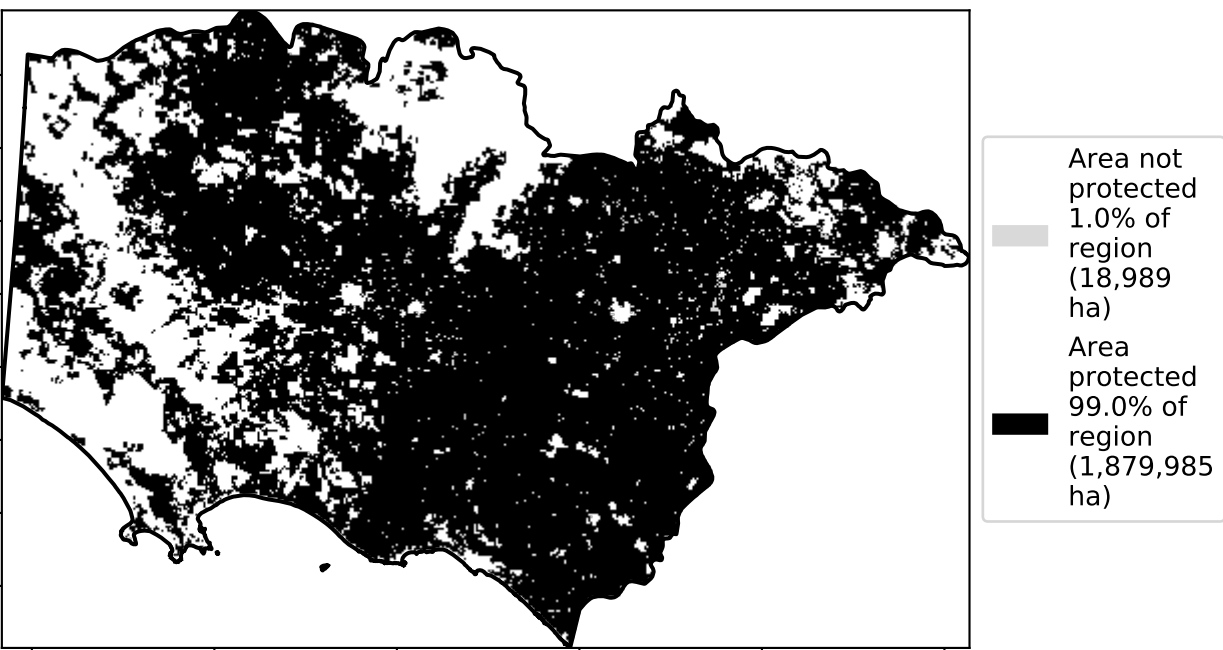 Area not
protected
1.0% of
region
(18,989
ha)
Area
protected
99.0% of
region
(1,879,985
ha)